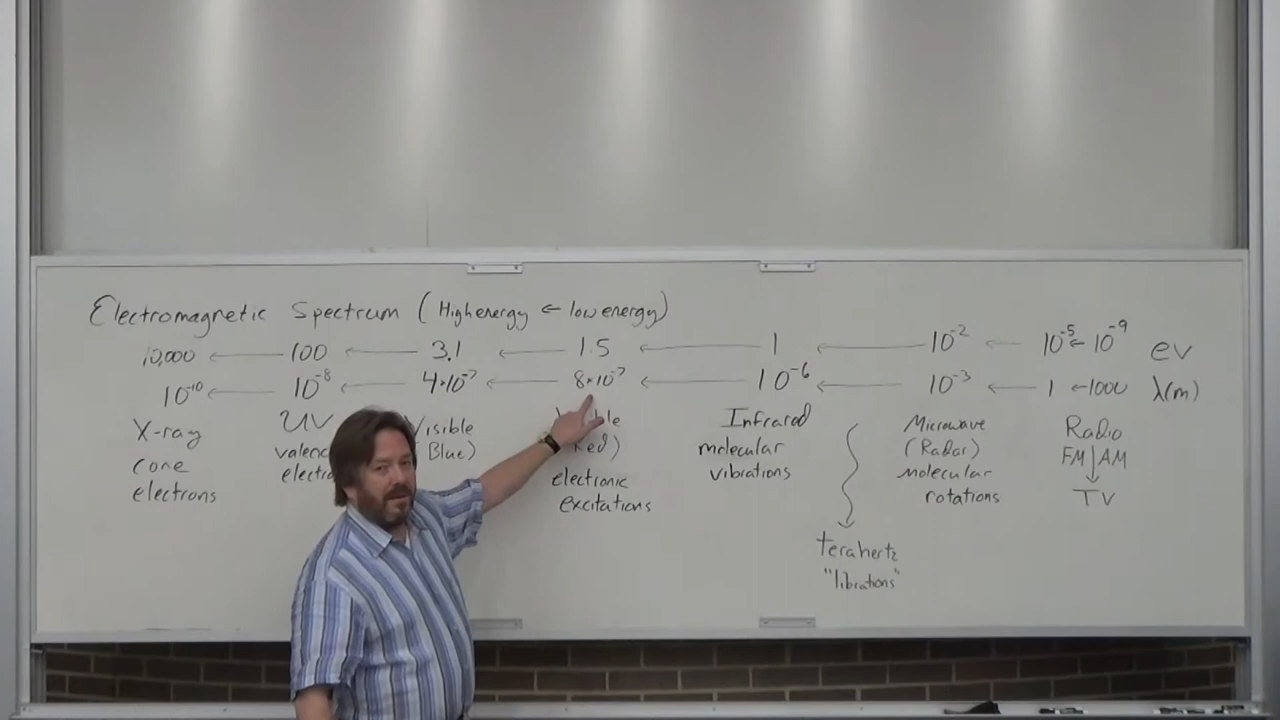 Electromagnetic Spectrum (High energy ← low energy)
10,000 ← 100 ← 3.1 ← 1.5 ← 1 ← 10⁻² ← 10⁻⁵ ← 10⁻⁹ ev
10⁻¹⁰ ← 10⁻⁸ ← 4×10⁻⁷ ← 8×10⁻⁷ ← 10⁻⁶ ← 10⁻³ ← 1 ← 1000 λ(m)
X-ray
core
electrons
UV
Visible
Blue)
electronic
excitations
Infrared
molecular
vibrations
terahertz
"librations"
Microwave
(Radar)
molecular
rotations
Radio
FM AM
TV